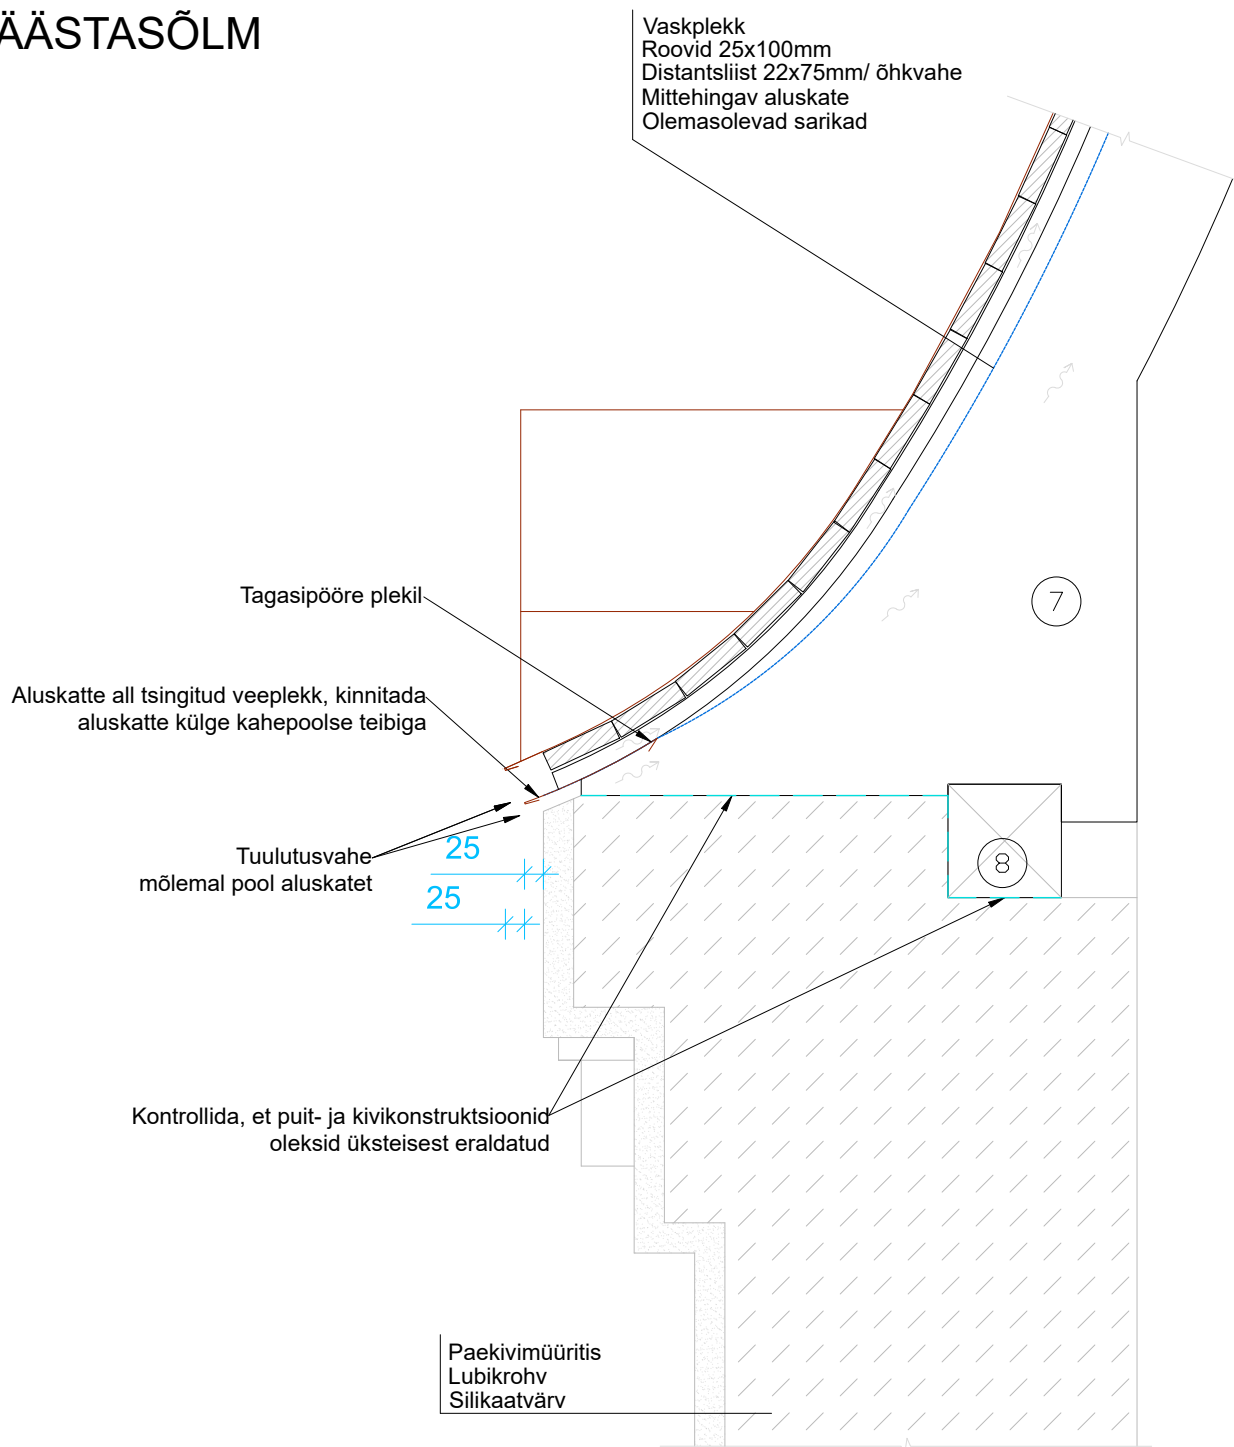 ÄÄSTASÕLM
Vaskplekk
Roovid 25x100mm
Distantsliist 22x75mm/ õhkvahe
Mittehingav aluskate
Olemasolevad sarikad
Tagasipööre plekil
7
Aluskatte all tsingitud veeplekk, kinnitada
aluskatte külge kahepoolse teibiga
Tuulutusvahe
mõlemal pool aluskatet
25
25
8
Kontrollida, et puit- ja kivikonstruktsioonid
oleksid üksteisest eraldatud
Paekivimüüritis
Lubikrohv
Silikaatvärv